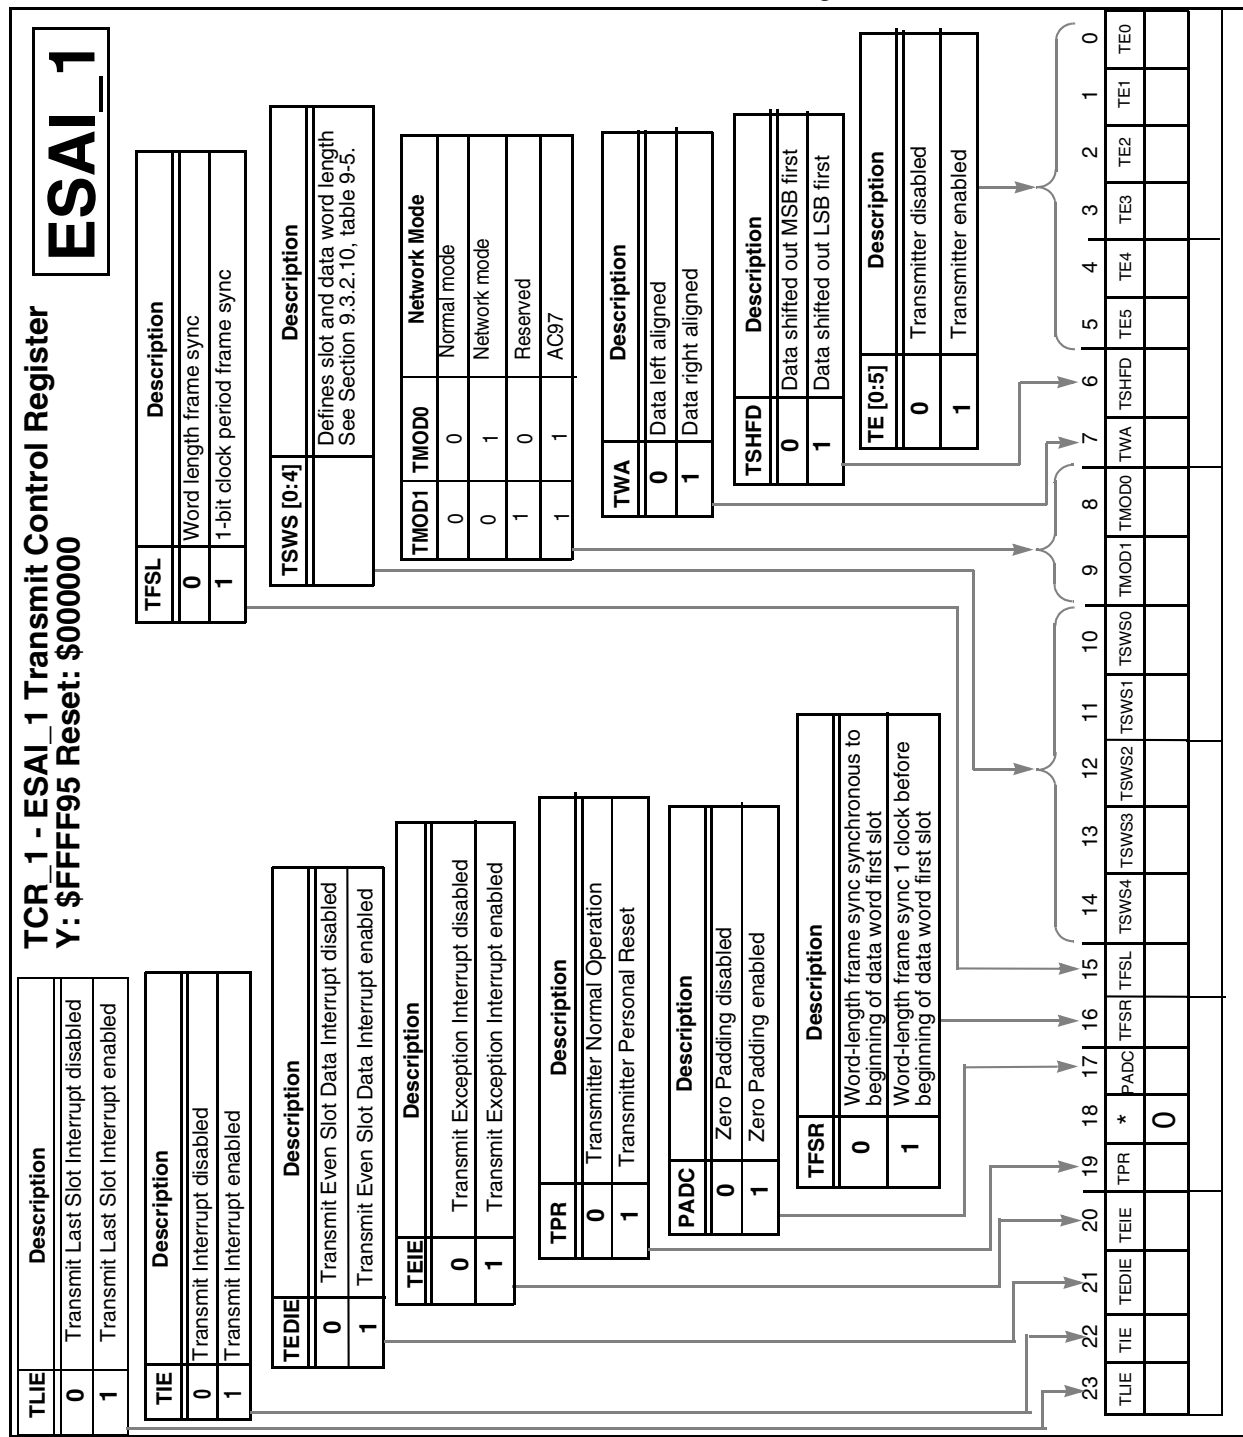 TCR_1 - ESAI_1 Transmit Control Register
Y: $FFFF95 Reset: $000000
ESAI_1
TLIE Description
0 Transmit Last Slot Interrupt disabled
1 Transmit Last Slot Interrupt enabled
TIE Description
0 Transmit Interrupt disabled
1 Transmit Interrupt enabled
TEDIE Description
0 Transmit Even Slot Data Interrupt disabled
1 Transmit Even Slot Data Interrupt enabled
TEIE Description
0 Transmit Exception Interrupt disabled
1 Transmit Exception Interrupt enabled
TPR Description
0 Transmitter Normal Operation
1 Transmitter Personal Reset
PADC Description
0 Zero Padding disabled
1 Zero Padding enabled
TFSR Description
0 Word-length frame sync synchronous to
beginning of data word first slot
1 Word-length frame sync 1 clock before
beginning of data word first slot
TFSL Description
0 Word length frame sync
1 1-bit clock period frame sync
TSWS [0:4] Description
Defines slot and data word length
See Section 9.3.2.10, table 9-5.
TMOD1 TMOD0 Network Mode
0 0 Normal mode
0 1 Network mode
1 0 Reserved
1 1 AC97
TWA Description
0 Data left aligned
1 Data right aligned
TSHFD Description
0 Data shifted out MSB first
1 Data shifted out LSB first
TE [0:5] Description
0 Transmitter disabled
1 Transmitter enabled
23 22 21 20 19 18 17 16 15 14 13 12 11 10 9 8 7 6 5 4 3 2 1 0
TLIE TIE TEDIE TEIE TPR * PADC TFSR TFSL TSWS4 TSWS3 TSWS2 TSWS1 TSWS0 TMOD1 TMOD0 TWA TSHFD TE5 TE4 TE3 TE2 TE1 TE0
0